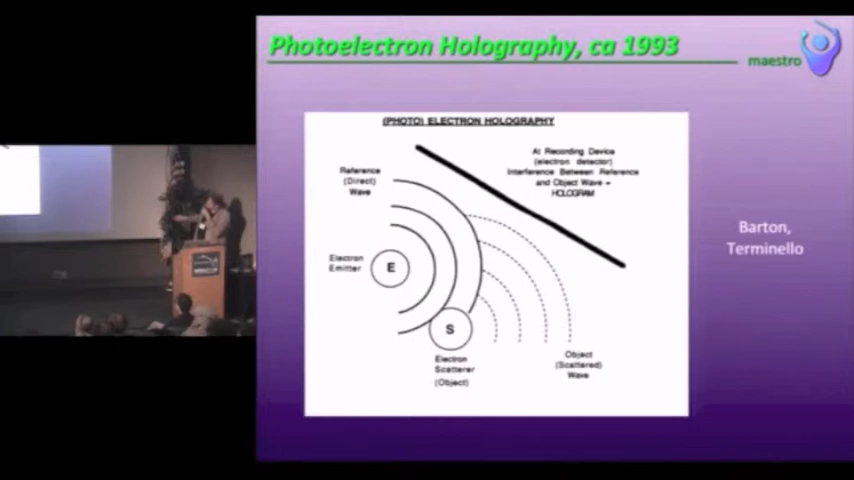 Photoelectron Holography, ca 1993
maestro
(PHOTO) ELECTRON HOLOGRAPHY
At Recording Device
(electron detector)
Interference Between Reference
and Object Wave =
HOLOGRAM
Reference
(Direct)
Wave
Barton,
Terminello
Electron
Emitter
E
S
Electron
Scatterer
(Object)
Object
(Scattered)
Wave